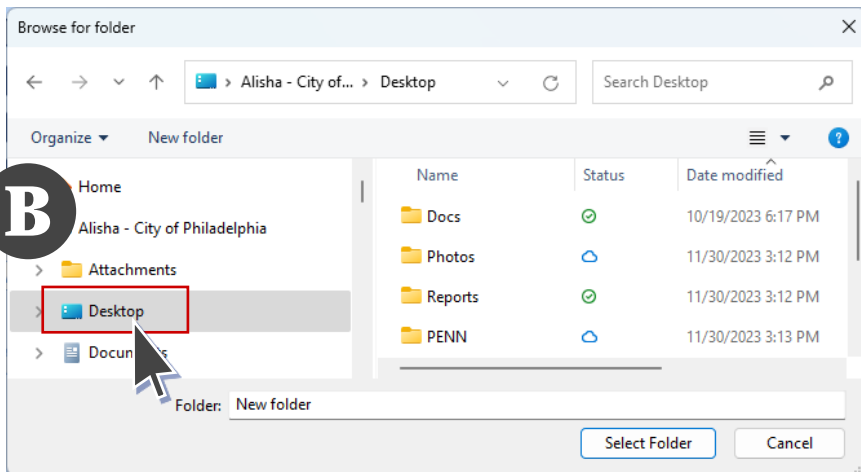 Browse for folder
Alisha - City of... > Desktop
Search Desktop
Organize
New folder
?
Name Status Date modified
B
Home
Alisha - City of Philadelphia
Attachments
Desktop
Documents
Docs 10/19/2023 6:17 PM
Photos 11/30/2023 3:12 PM
Reports 11/30/2023 3:12 PM
PENN 11/30/2023 3:13 PM
Folder: New folder
Select Folder
Cancel